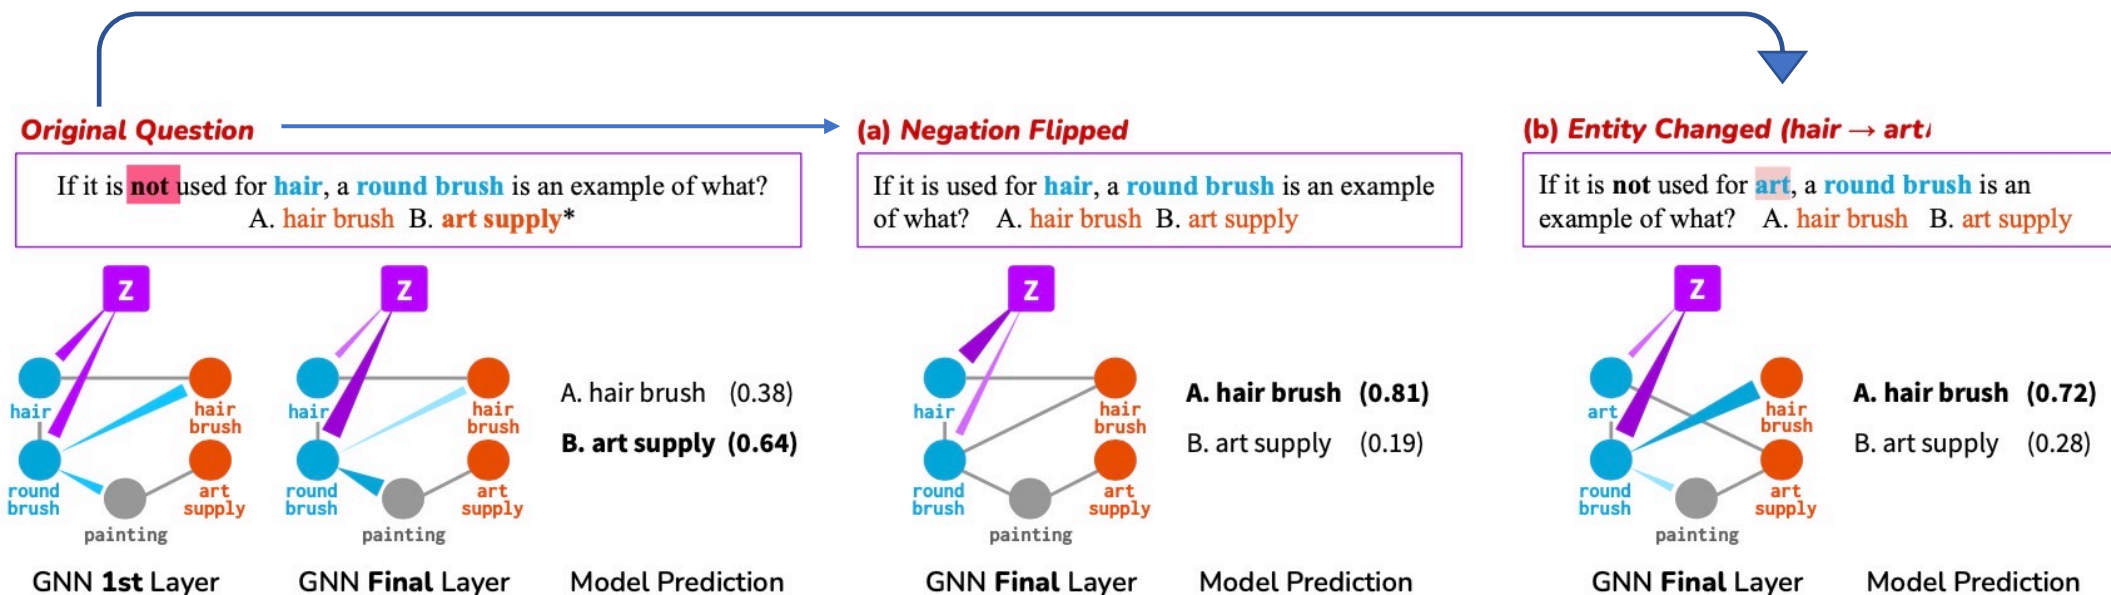 Original Question
If it is not used for hair, a round brush is an example of what?
A. hair brush B. art supply*
Z
hair
hair
brush
round
brush
art
supply
painting
GNN 1st Layer
Z
hair
hair
brush
round
brush
art
supply
painting
GNN Final Layer
A. hair brush (0.38)
B. art supply (0.64)
Model Prediction
(a) Negation Flipped
If it is used for hair, a round brush is an example
of what? A. hair brush B. art supply
Z
hair
hair
brush
round
brush
art
supply
painting
GNN Final Layer
A. hair brush (0.81)
B. art supply (0.19)
Model Prediction
(b) Entity Changed (hair → art)
If it is not used for art, a round brush is an
example of what? A. hair brush B. art supply
Z
art
hair
brush
round
brush
art
supply
painting
GNN Final Layer
A. hair brush (0.72)
B. art supply (0.28)
Model Prediction